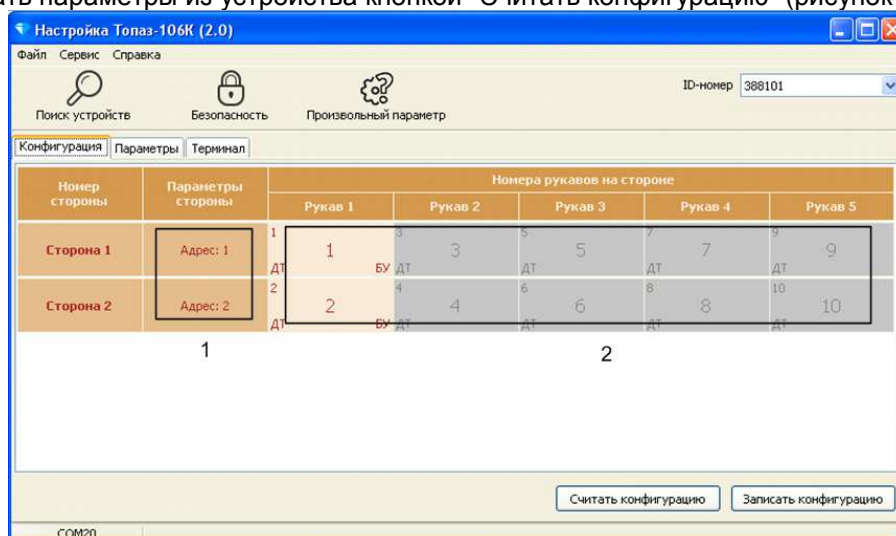 ать параметры из устройства кнопкой "Считать конфигурацию" (рисунок
Настройка Топаз-106К (2.0)
Файл Сервис Справка
Поиск устройств Безопасность Произвольный параметр ID-номер 388101
Конфигурация Параметры Терминал
Номер стороны Параметры стороны Номера рукавов на стороне
Рукав 1 Рукав 2 Рукав 3 Рукав 4 Рукав 5
Сторона 1 Адрес: 1 1 1 ДТ БУ 3 3 ДТ 5 5 ДТ 7 7 ДТ 9 9 ДТ
Сторона 2 Адрес: 2 2 2 ДТ БУ 4 4 ДТ 6 6 ДТ 8 8 ДТ 10 10 ДТ
1 2
Считать конфигурацию Записать конфигурацию
COM20